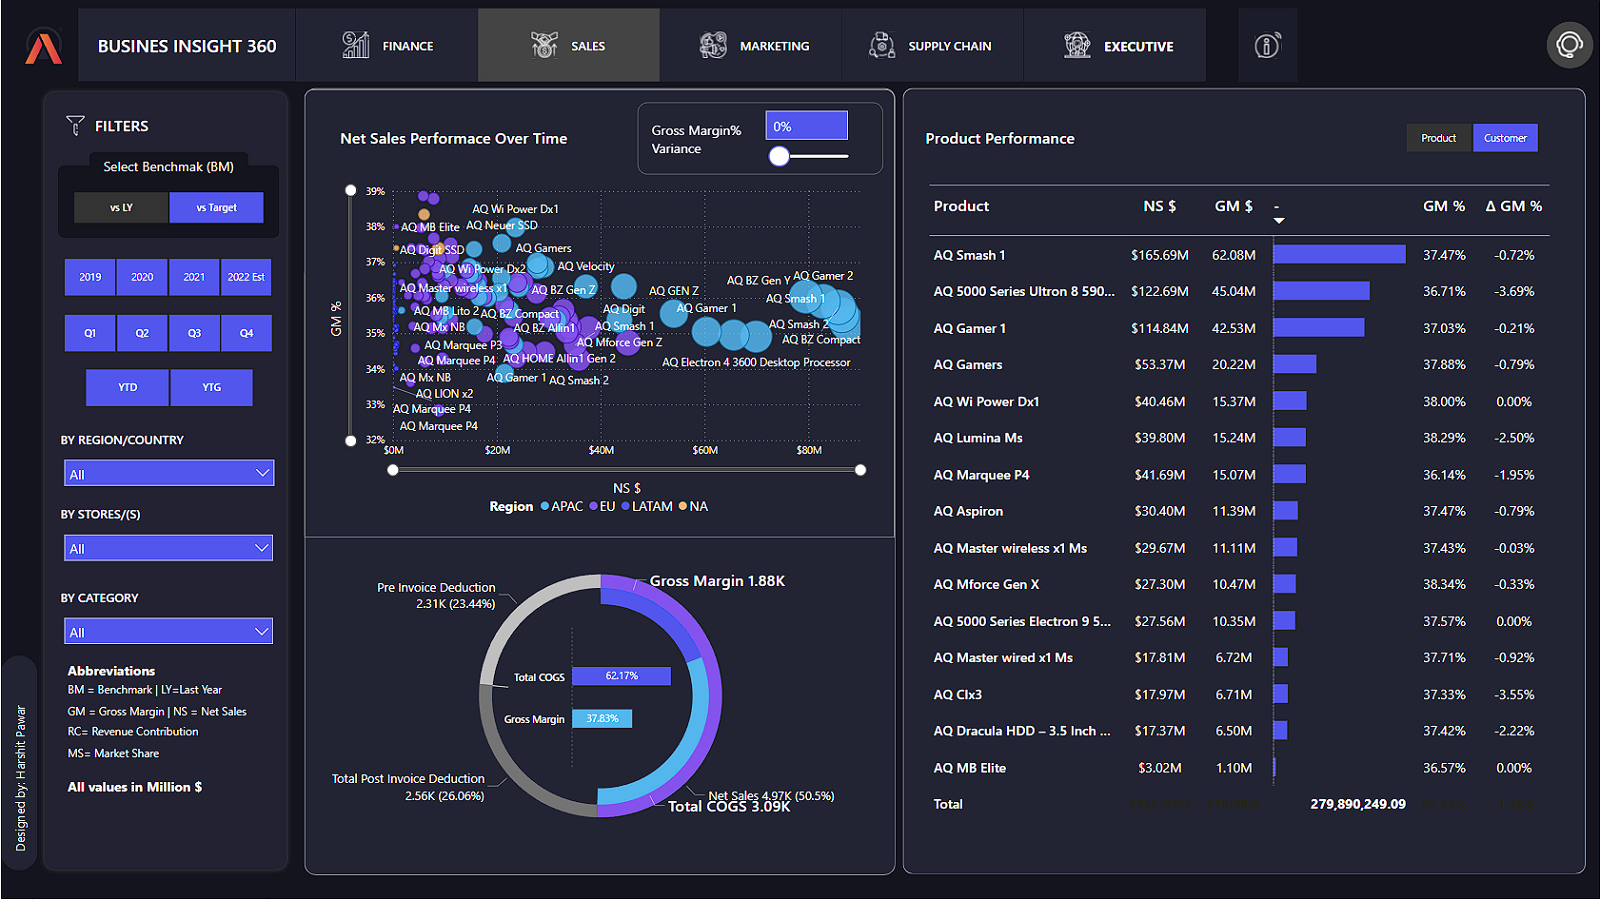 BUSINES INSIGHT 360
FINANCE
SALES
MARKETING
SUPPLY CHAIN
EXECUTIVE
FILTERS
Select Benchmak (BM)
vs LY
vs Target
2019
2020
2021
2022 Est
Q1
Q2
Q3
Q4
YTD
YTG
BY REGION/COUNTRY
All
BY STORES/(S)
All
BY CATEGORY
All
Abbreviations
BM = Benchmark | LY=Last Year
GM = Gross Margin | NS = Net Sales
RC= Revenue Contribution
MS= Market Share
All values in Million $
Designed by: Harshit Pawar
Net Sales Performace Over Time
Gross Margin%
Variance
0%
GM %
39%
38%
37%
36%
35%
34%
33%
32%
AQ Wi Power Dx1
AQ MB Elite
AQ Neuer SSD
AQ Digit SSD
AQ Gamers
AQ Wi Power Dx2
AQ Velocity
AQ BZ Gen Y
AQ Gamer 2
AQ Master wireless x1
AQ BZ Gen Z
AQ GEN Z
AQ Smash 1
AQ MB Lito 2
AQ BZ Compact
AQ Digit
AQ Gamer 1
AQ Mx NB
AQ BZ Allin1
AQ Smash 1
AQ Smash 2
AQ Marquee P3
AQ Mforce Gen Z
AQ BZ Compact
AQ Marquee P4
AQ HOME Allin1 Gen 2
AQ Electron 4 3600 Desktop Processor
AQ Mx NB
AQ Gamer 1
AQ Smash 2
AQ LION x2
AQ Marquee P4
AQ Marquee P4
$0M
$20M
$40M
$60M
$80M
NS $
Region
APAC
EU
LATAM
NA
Pre Invoice Deduction
2.31K (23.44%)
Gross Margin 1.88K
Total COGS
62.17%
Gross Margin
37.83%
Total Post Invoice Deduction
2.56K (26.06%)
Net Sales 4.97K (50.5%)
Total COGS 3.09K
Product Performance
Product
Customer
Product NS $ GM $ - GM % Δ GM %
AQ Smash 1 $165.69M 62.08M 37.47% -0.72%
AQ 5000 Series Ultron 8 590... $122.69M 45.04M 36.71% -3.69%
AQ Gamer 1 $114.84M 42.53M 37.03% -0.21%
AQ Gamers $53.37M 20.22M 37.88% -0.79%
AQ Wi Power Dx1 $40.46M 15.37M 38.00% 0.00%
AQ Lumina Ms $39.80M 15.24M 38.29% -2.50%
AQ Marquee P4 $41.69M 15.07M 36.14% -1.95%
AQ Aspiron $30.40M 11.39M 37.47% -0.79%
AQ Master wireless x1 Ms $29.67M 11.11M 37.43% -0.03%
AQ Mforce Gen X $27.30M 10.47M 38.34% -0.33%
AQ 5000 Series Electron 9 5... $27.56M 10.35M 37.57% 0.00%
AQ Master wired x1 Ms $17.81M 6.72M 37.71% -0.92%
AQ Clx3 $17.97M 6.71M 37.33% -3.55%
AQ Dracula HDD – 3.5 Inch ... $17.37M 6.50M 37.42% -2.22%
AQ MB Elite $3.02M 1.10M 36.57% 0.00%
Total 279,890,249.09